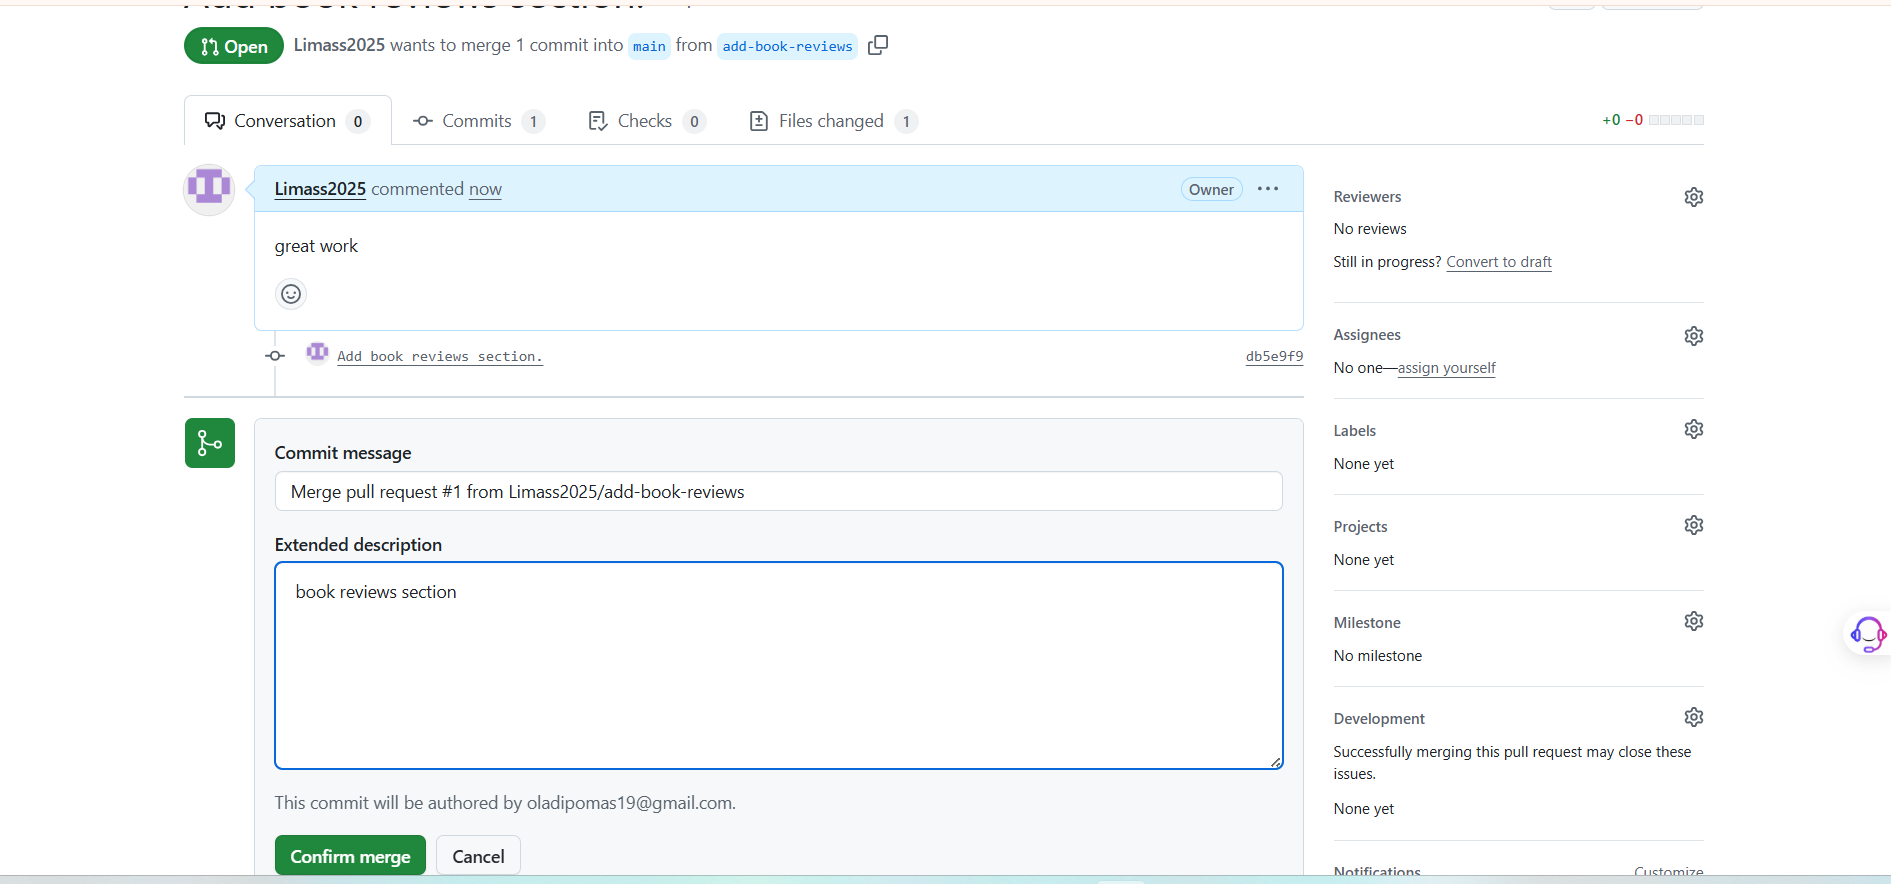 Add book reviews section.
Open Limass2025 wants to merge 1 commit into main from add-book-reviews
Conversation 0 Commits 1 Checks 0 Files changed 1 +0 −0
Limass2025 commented now Owner
great work
Add book reviews section. db5e9f9
Commit message
Merge pull request #1 from Limass2025/add-book-reviews
Extended description
book reviews section
This commit will be authored by oladipomas19@gmail.com.
Confirm merge Cancel
Reviewers
No reviews
Still in progress? Convert to draft
Assignees
No one—assign yourself
Labels
None yet
Projects
None yet
Milestone
No milestone
Development
Successfully merging this pull request may close these
issues.
None yet
Notifications Customize